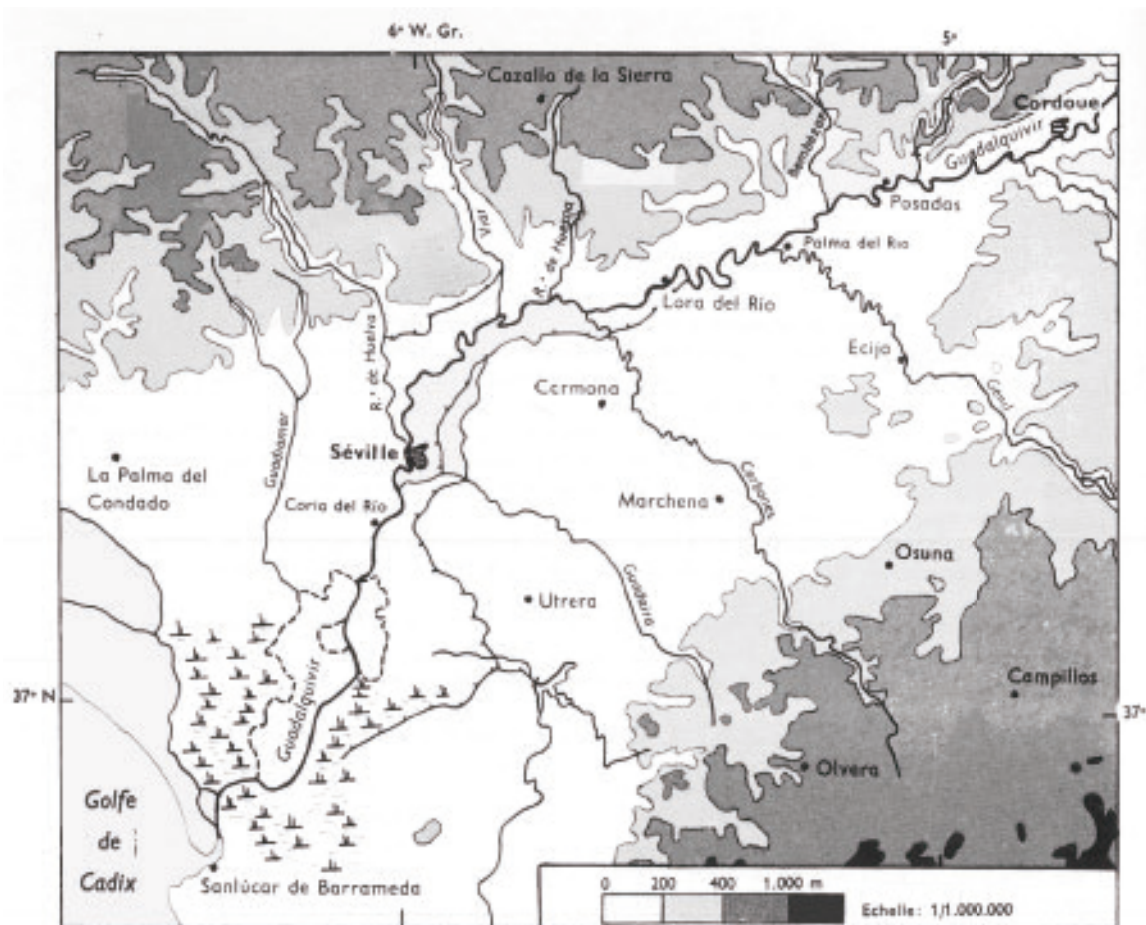 6° W. Gr.
5°
Cazalla de la Sierra
Cordoue
Guadalquivir
Bembézar
Posadas
Viar
R.ª de Huesna
Palma del Río
Lora del Río
R.ª de Huelva
Ecija
Genil
Carmona
Guadiamar
Séville
La Palma del
Condado
Coria del Río
Marchena
Corbones
Osuna
Guadaira
Utrera
37° N
Guadalquivir
Campillos
37°
Olvera
Golfe
de
Cadix
Sanlúcar de Barrameda
0 200 400 1.000 m
Echelle: 1/1.000.000